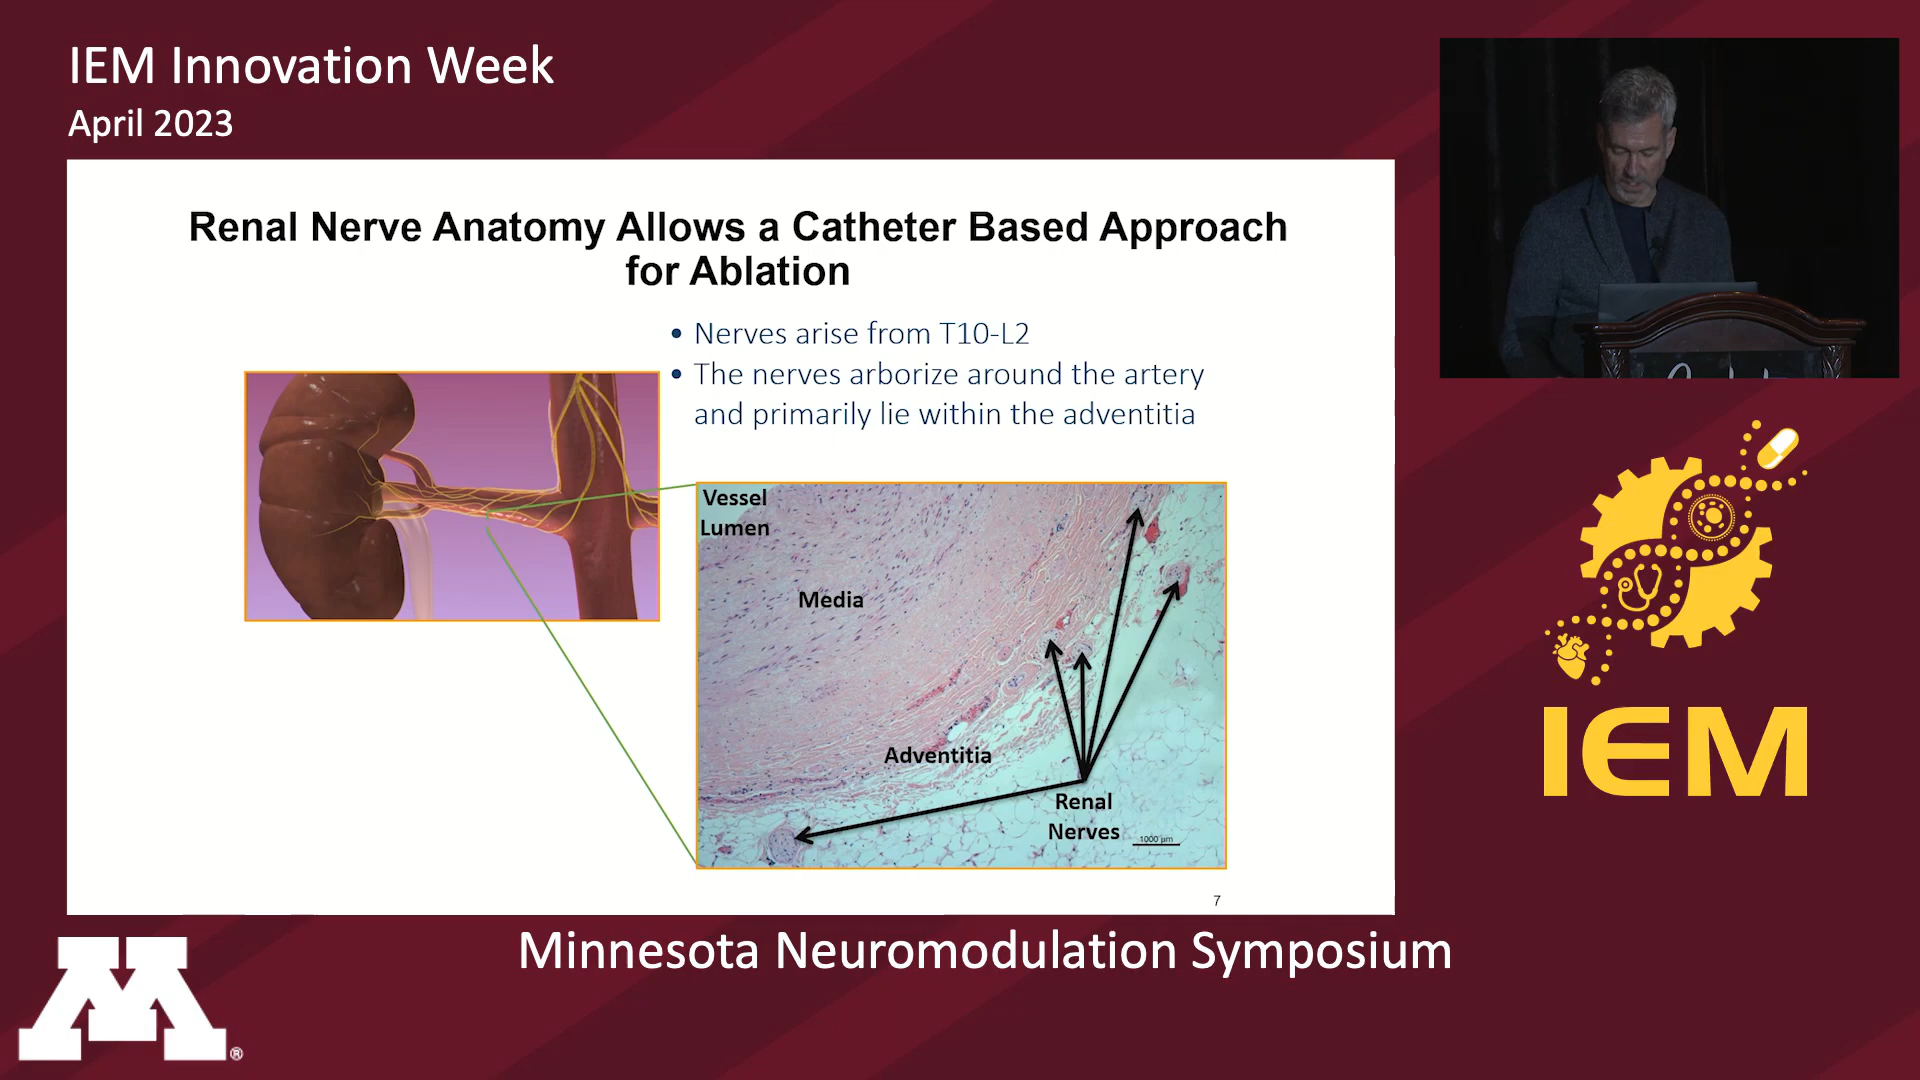 IEM Innovation Week
April 2023
Renal Nerve Anatomy Allows a Catheter Based Approach
for Ablation
• Nerves arise from T10-L2
• The nerves arborize around the artery
and primarily lie within the adventitia
Vessel
Lumen
Media
Adventitia
Renal
Nerves
1000 µm
7
IEM
Minnesota Neuromodulation Symposium
M
®